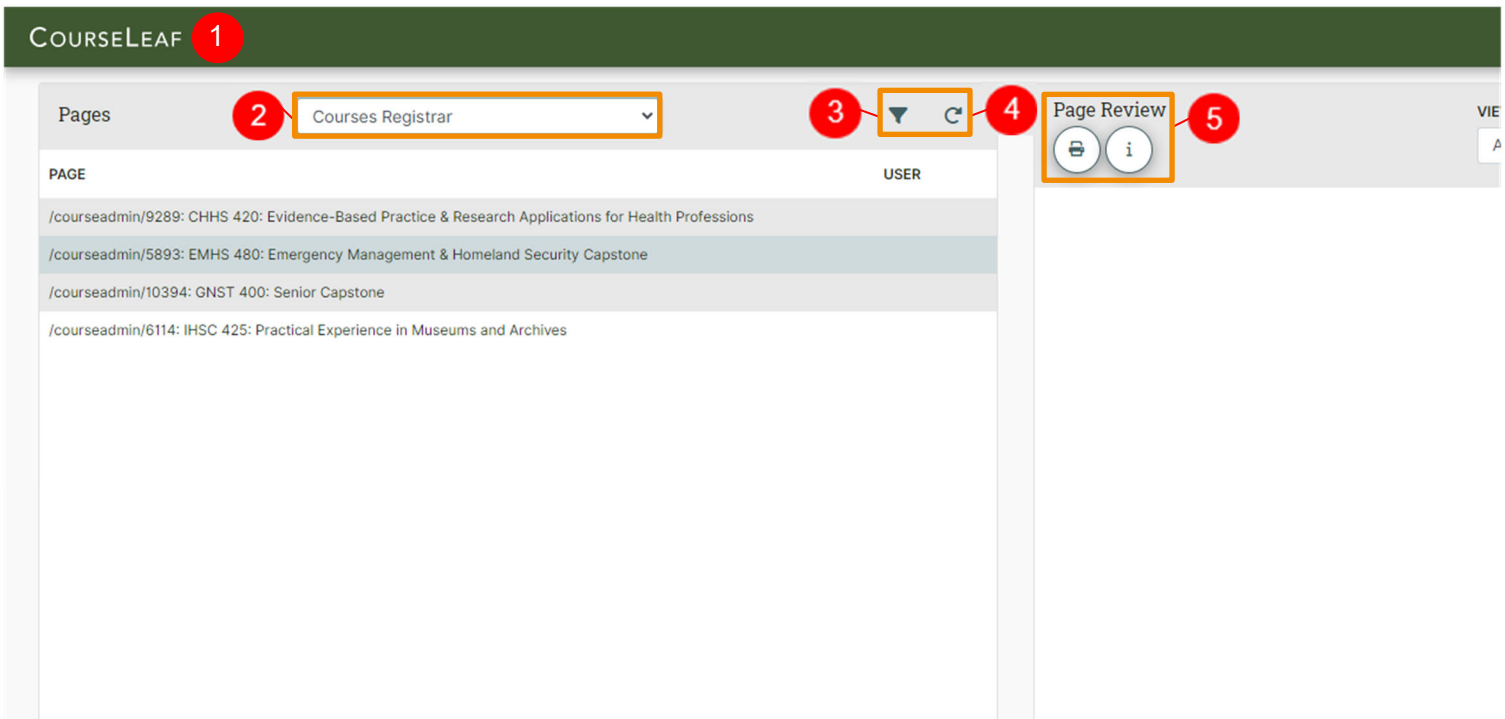 COURSELEAF 1
Pages 2 Courses Registrar 3 4 Page Review 5 VIE
i A
PAGE USER
/courseadmin/9289: CHHS 420: Evidence-Based Practice & Research Applications for Health Professions
/courseadmin/5893: EMHS 480: Emergency Management & Homeland Security Capstone
/courseadmin/10394: GNST 400: Senior Capstone
/courseadmin/6114: IHSC 425: Practical Experience in Museums and Archives